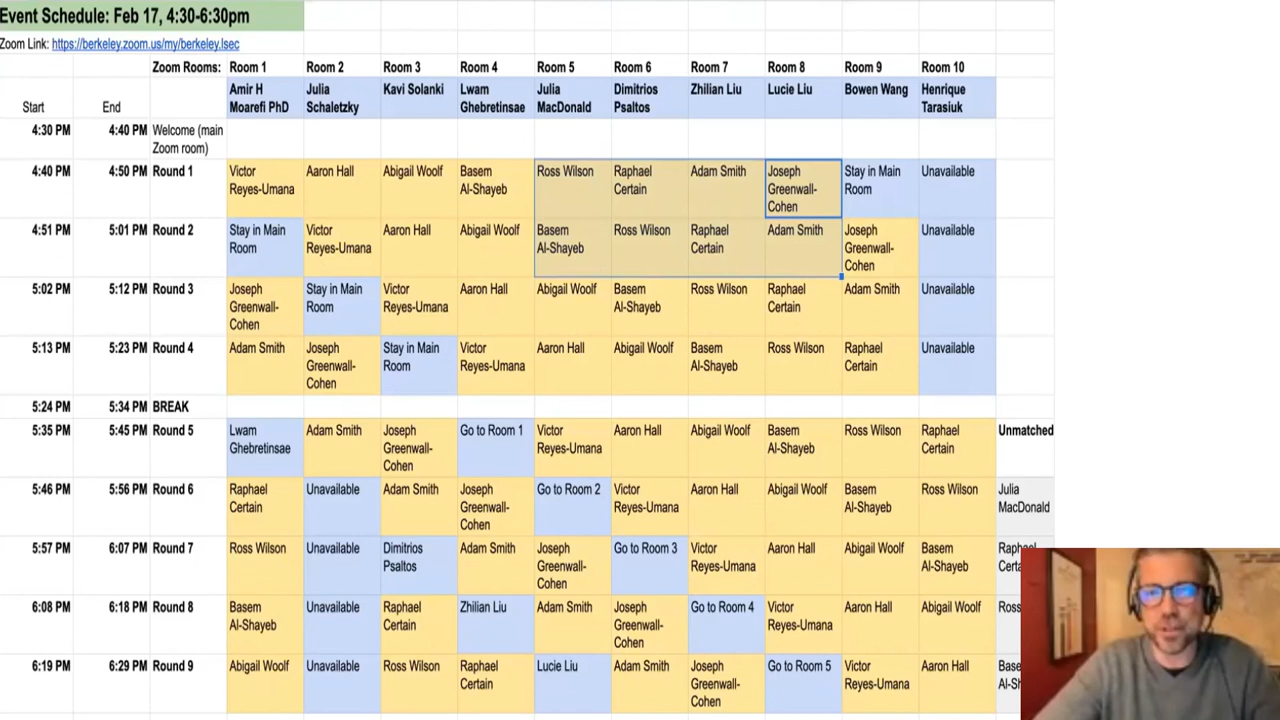 Event Schedule: Feb 17, 4:30-6:30pm
Zoom Link: https://berkeley.zoom.us/my/berkeley.lsec
Zoom Rooms: Room 1 Room 2 Room 3 Room 4 Room 5 Room 6 Room 7 Room 8 Room 9 Room 10
Start End Amir H Moarefi PhD Julia Schaletzky Kavi Solanki Lwam Ghebretinsae Julia MacDonald Dimitrios Psaltos Zhilian Liu Lucie Liu Bowen Wang Henrique Tarasiuk
4:30 PM 4:40 PM Welcome (main Zoom room)
4:40 PM 4:50 PM Round 1 Victor Reyes-Umana Aaron Hall Abigail Woolf Basem Al-Shayeb Ross Wilson Raphael Certain Adam Smith Joseph Greenwall-Cohen Stay in Main Room Unavailable
4:51 PM 5:01 PM Round 2 Stay in Main Room Victor Reyes-Umana Aaron Hall Abigail Woolf Basem Al-Shayeb Ross Wilson Raphael Certain Adam Smith Joseph Greenwall-Cohen Unavailable
5:02 PM 5:12 PM Round 3 Joseph Greenwall-Cohen Stay in Main Room Victor Reyes-Umana Aaron Hall Abigail Woolf Basem Al-Shayeb Ross Wilson Raphael Certain Adam Smith Unavailable
5:13 PM 5:23 PM Round 4 Adam Smith Joseph Greenwall-Cohen Stay in Main Room Victor Reyes-Umana Aaron Hall Abigail Woolf Basem Al-Shayeb Ross Wilson Raphael Certain Unavailable
5:24 PM 5:34 PM BREAK
5:35 PM 5:45 PM Round 5 Lwam Ghebretinsae Adam Smith Joseph Greenwall-Cohen Go to Room 1 Victor Reyes-Umana Aaron Hall Abigail Woolf Basem Al-Shayeb Ross Wilson Raphael Certain Unmatched
5:46 PM 5:56 PM Round 6 Raphael Certain Unavailable Adam Smith Joseph Greenwall-Cohen Go to Room 2 Victor Reyes-Umana Aaron Hall Abigail Woolf Basem Al-Shayeb Ross Wilson Julia MacDonald
5:57 PM 6:07 PM Round 7 Ross Wilson Unavailable Dimitrios Psaltos Adam Smith Joseph Greenwall-Cohen Go to Room 3 Victor Reyes-Umana Aaron Hall Abigail Woolf Basem Al-Shayeb
6:08 PM 6:18 PM Round 8 Basem Al-Shayeb Unavailable Raphael Certain Zhilian Liu Adam Smith Joseph Greenwall-Cohen Go to Room 4 Victor Reyes-Umana Aaron Hall Abigail Woolf Ross
6:19 PM 6:29 PM Round 9 Abigail Woolf Unavailable Ross Wilson Raphael Certain Lucie Liu Adam Smith Joseph Greenwall-Cohen Go to Room 5 Victor Reyes-Umana Aaron Hall